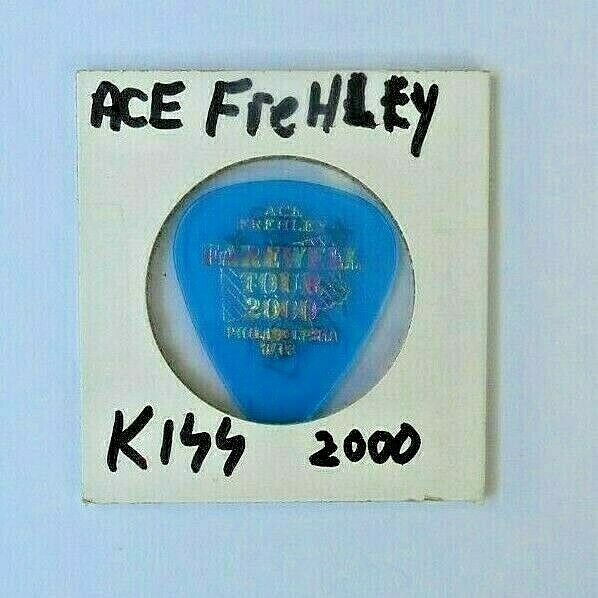 ACE FreHLEY
ACE
FREHLEY
FAREWELL
TOUR
2000
PHILADELPHIA
KISS 2000